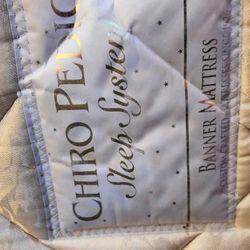 CHIRO PEDIC
Sleep System
BANNER MATTRESS